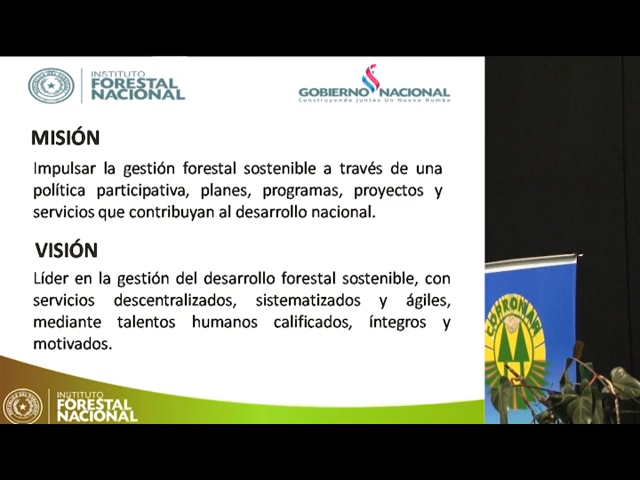 INSTITUTO
FORESTAL
NACIONAL
GOBIERNO NACIONAL
Construyendo Juntos Un Nuevo Rumbo
MISIÓN
Impulsar la gestión forestal sostenible a través de una
política participativa, planes, programas, proyectos y
servicios que contribuyan al desarrollo nacional.
VISIÓN
Líder en la gestión del desarrollo forestal sostenible, con
servicios descentralizados, sistematizados y ágiles,
mediante talentos humanos calificados, íntegros y
motivados.
INSTITUTO
FORESTAL
NACIONAL